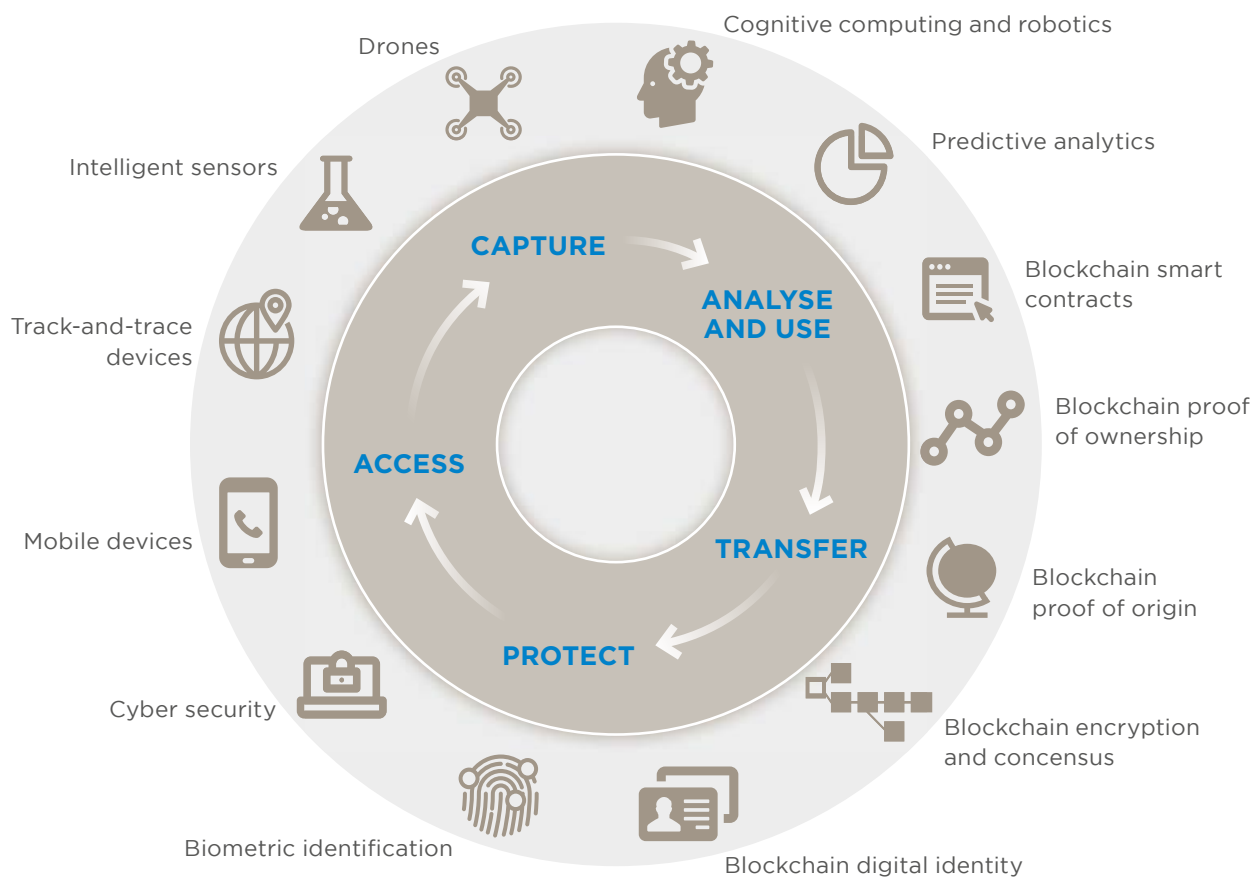 Cognitive computing and robotics
Drones
Predictive analytics
Intelligent sensors
CAPTURE
Blockchain smart
contracts
ANALYSE
AND USE
Track-and-trace
devices
Blockchain proof
of ownership
ACCESS
Mobile devices
TRANSFER
Blockchain
proof of origin
PROTECT
Cyber security
Blockchain encryption
and concensus
Biometric identification
Blockchain digital identity